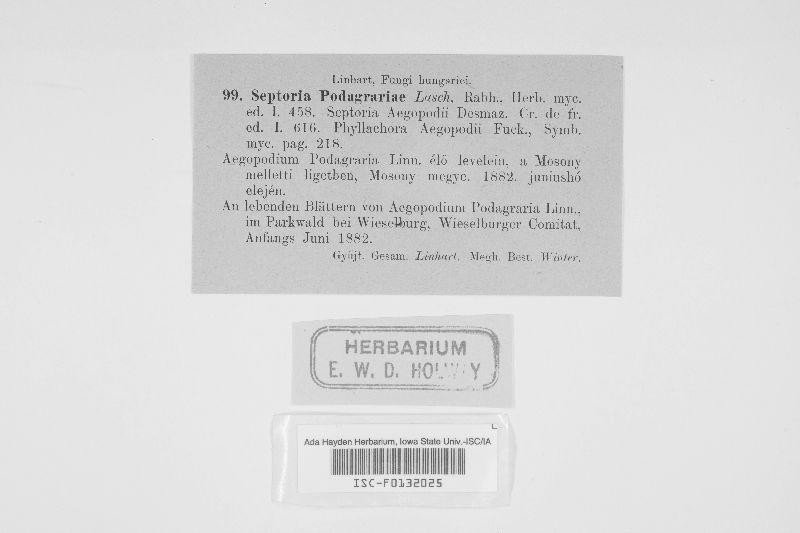 Linhart, Fungi hungarici.
99. Septoria Podagrariae Lasch, Rabh., Herb. myc.
ed. I. 458. Septoria Aegopodii Desmaz. Cr. de fr.
ed. I. 616. Phyllachora Aegopodii Fuck., Symb.
myc. pag. 218.
Aegopodium Podagraria Linn. élő levelein, a Mosony
melletti ligetben, Mosony megye. 1882. juniushó
elején.
An lebenden Blättern von Aegopodium Podagraria Linn.,
im Parkwald bei Wieselburg, Wieselburger Comitat,
Anfangs Juni 1882.
Gyüjt. Gesam. Linhart. Megh. Best. Winter.
HERBARIUM
E. W. D. HOLWAY
Ada Hayden Herbarium, Iowa State Univ.-ISC/IA
ISC-F0132025